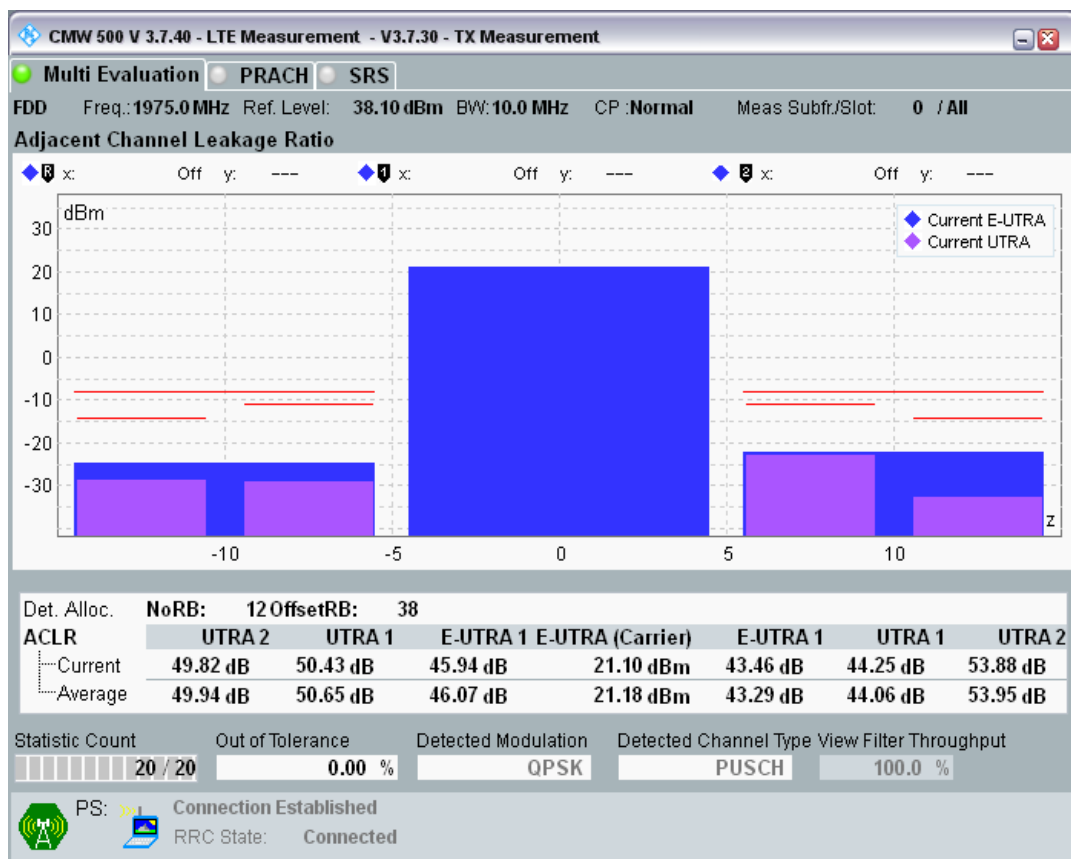 CMW 500 V 3.7.40 - LTE Measurement - V3.7.30 - TX Measurement
Multi Evaluation PRACH SRS
FDD Freq.: 1975.0 MHz Ref. Level: 38.10 dBm BW: 10.0 MHz CP :Normal Meas Subfr./Slot: 0 / All
Adjacent Channel Leakage Ratio
R x: Off y: --- 1 x: Off y: --- 2 x: Off y: ---
dBm
Current E-UTRA
Current UTRA
30
20
10
0
-10
-20
-30
z
-10 -5 0 5 10
Det. Alloc. NoRB: 12 OffsetRB: 38
ACLR UTRA 2 UTRA 1 E-UTRA 1 E-UTRA (Carrier) E-UTRA 1 UTRA 1 UTRA 2
Current 49.82 dB 50.43 dB 45.94 dB 21.10 dBm 43.46 dB 44.25 dB 53.88 dB
Average 49.94 dB 50.65 dB 46.07 dB 21.18 dBm 43.29 dB 44.06 dB 53.95 dB
Statistic Count Out of Tolerance Detected Modulation Detected Channel Type View Filter Throughput
20 / 20 0.00 % QPSK PUSCH 100.0 %
PS: Connection Established
RRC State: Connected